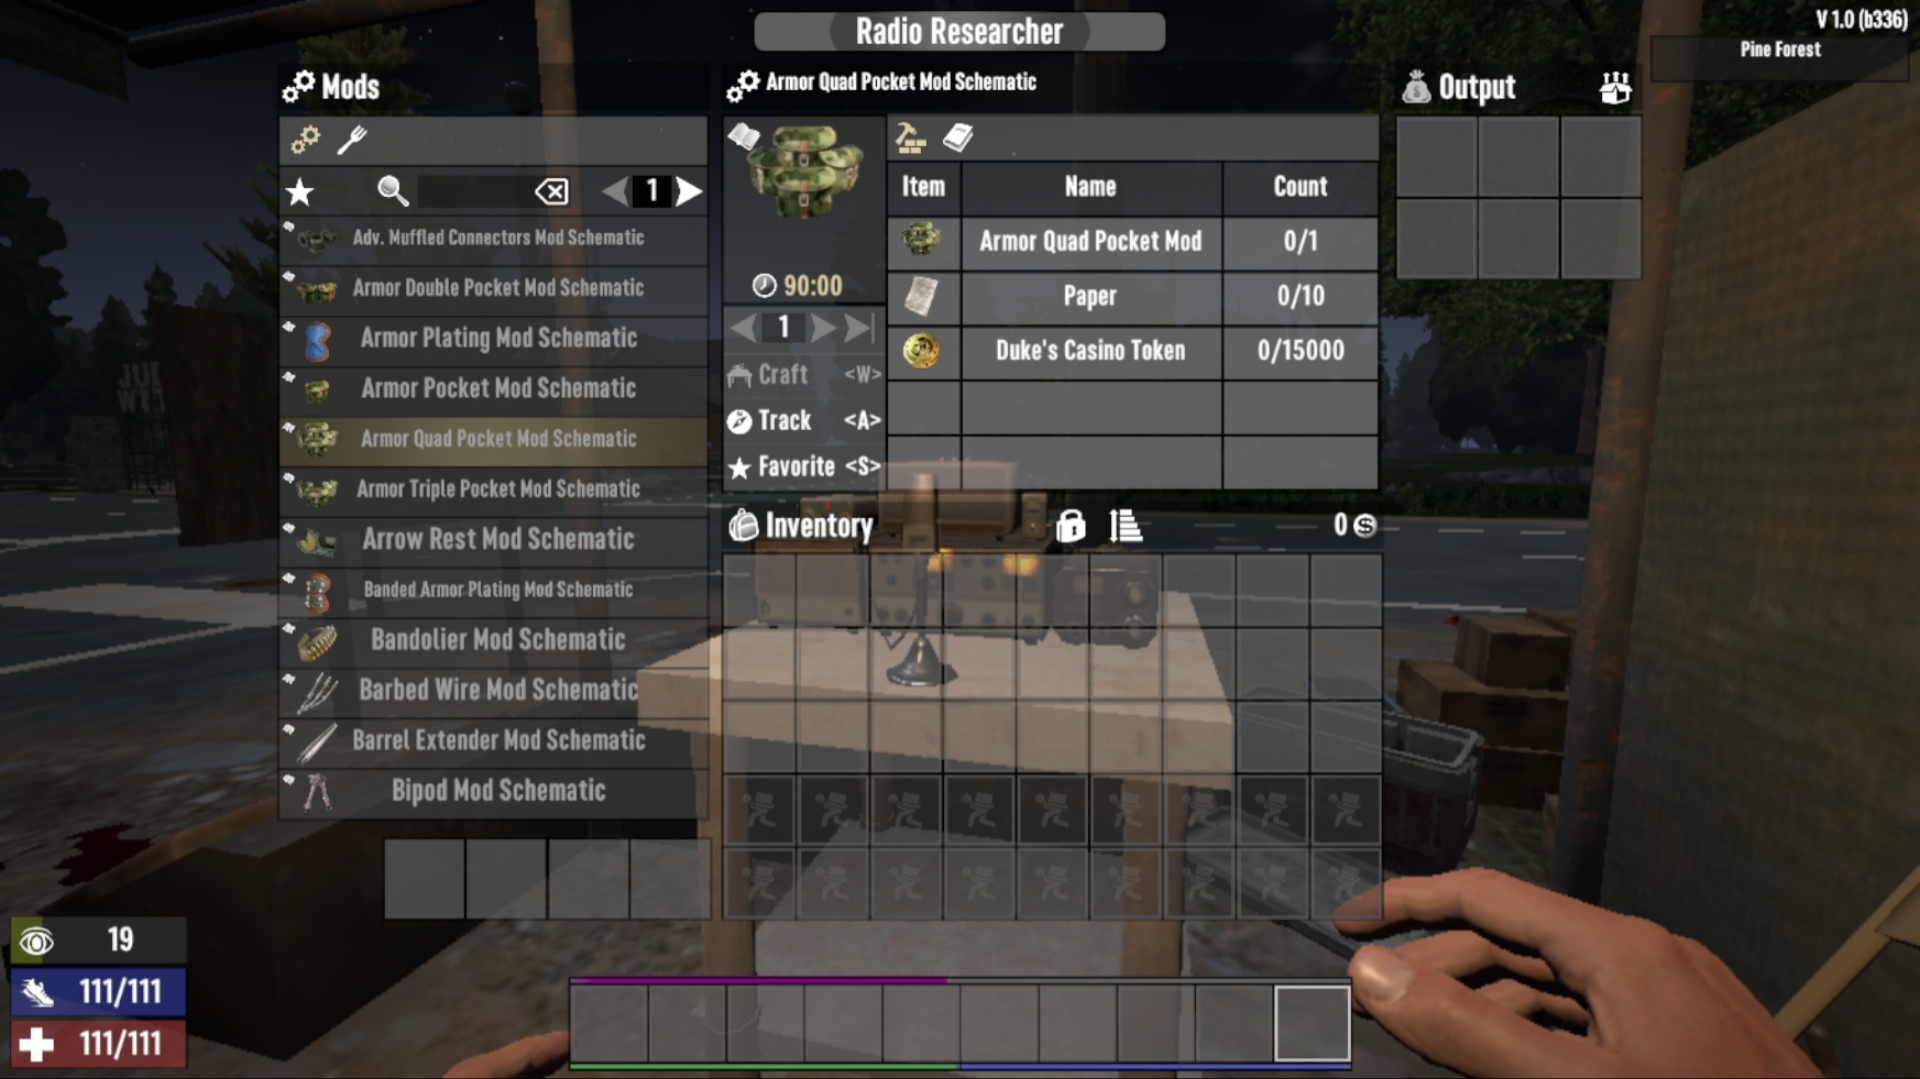 Radio Researcher
V 1.0 (b336)
Pine Forest
Mods
1
Adv. Muffled Connectors Mod Schematic
Armor Double Pocket Mod Schematic
Armor Plating Mod Schematic
Armor Pocket Mod Schematic
Armor Quad Pocket Mod Schematic
Armor Triple Pocket Mod Schematic
Arrow Rest Mod Schematic
Banded Armor Plating Mod Schematic
Bandolier Mod Schematic
Barbed Wire Mod Schematic
Barrel Extender Mod Schematic
Bipod Mod Schematic
Armor Quad Pocket Mod Schematic
90:00
1
Craft <W>
Track <A>
Favorite <S>
Item Name Count
Armor Quad Pocket Mod 0/1
Paper 0/10
Duke's Casino Token 0/15000
Inventory
0
Output
19
111/111
111/111